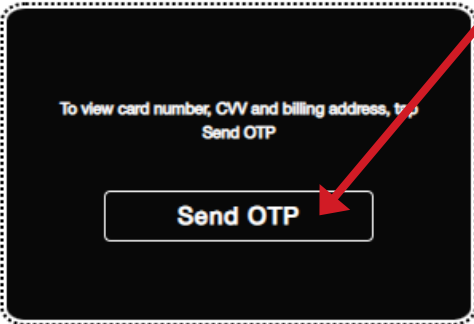 To view card number, CVV and billing address, tap
Send OTP
Send OTP